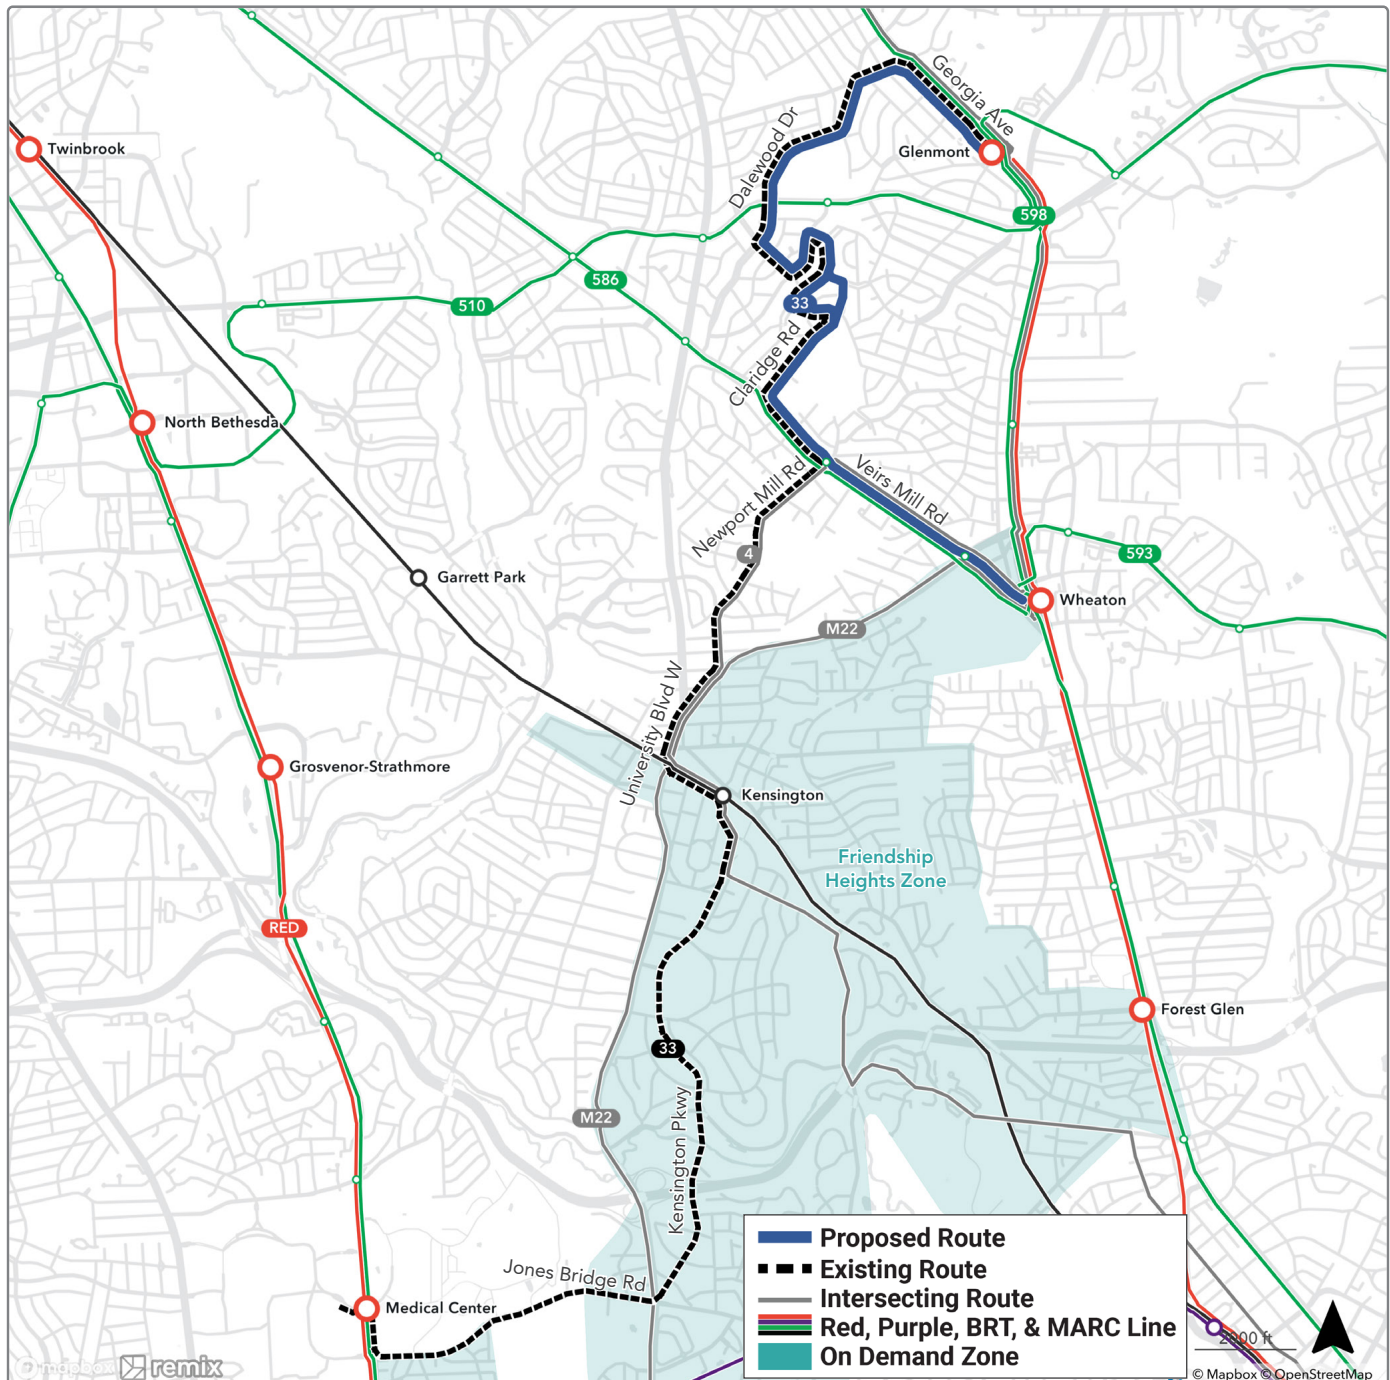 Georgia Ave
Twinbrook
Glenmont
Dalewood Dr
598
586
510
33
Claridge Rd
North Bethesda
Veirs Mill Rd
Newport Mill Rd
4
593
Garrett Park
Wheaton
M22
University Blvd W
Grosvenor-Strathmore
Kensington
Friendship
Heights Zone
RED
Forest Glen
33
M22
Kensington Pkwy
Jones Bridge Rd
Medical Center
Proposed Route
Existing Route
Intersecting Route
Red, Purple, BRT, & MARC Line
On Demand Zone
2000 ft
mapbox
remix
© Mapbox © OpenStreetMap